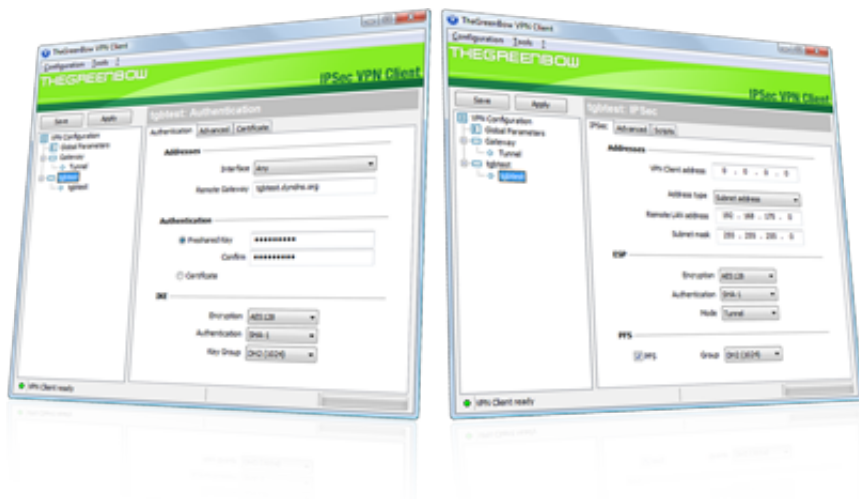 TheGreenBow VPN Client
Configuration Tools ?
THEGREENBOW
IPSec VPN Client
Save Apply
tgbtest: Authentication
VPN Configuration
Global Parameters
Gateway
Tunnel
tgbtest
tgbtest
Authentication Advanced Certificate
Addresses
Interface Any
Remote Gateway tgbtest.dyndns.org
Authentication
Preshared Key
Confirm
Certificate
IKE
Encryption AES128
Authentication SHA-1
Key Group DH2 (1024)
VPN Client ready
TheGreenBow VPN Client
Configuration Tools ?
THEGREENBOW
IPSec VPN Client
Save Apply
tgbtest: IPSec
VPN Configuration
Global Parameters
Gateway
Tunnel
tgbtest
tgbtest
IPSec Advanced Scripts
Addresses
VPN Client address 0 . 0 . 0 . 0
Address type Subnet address
Remote LAN address 192 . 168 . 175 . 0
Subnet mask 255 . 255 . 255 . 0
ESP
Encryption AES128
Authentication SHA-1
Mode Tunnel
PFS
PFS Group DH2 (1024)
VPN Client ready